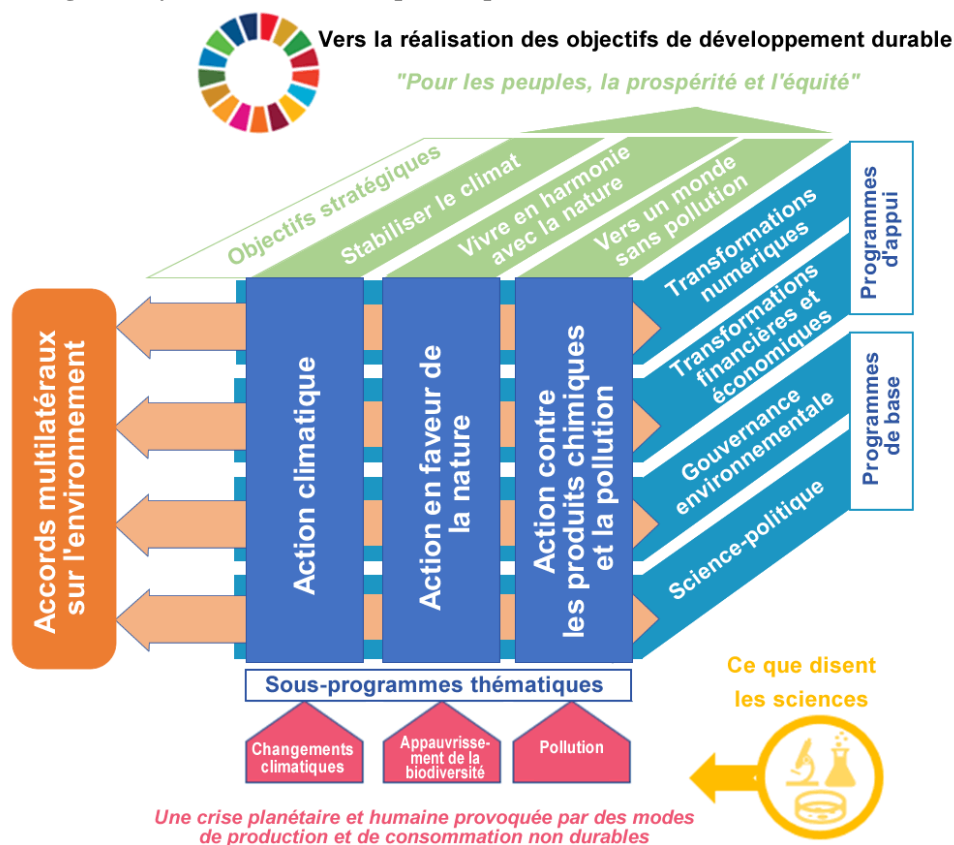 Vers la réalisation des objectifs de développement durable
"Pour les peuples, la prospérité et l'équité"
Objectifs stratégiques
Stabiliser le climat
Vivre en harmonie
avec la nature
Vers un monde
sans pollution
Transformations
numériques
Transformations
financières et
économiques
Gouvernance
environnementale
Science-politique
Programmes
d'appui
Programmes
de base
Accords multilatéraux
sur l'environnement
Action climatique
Action en faveur de
la nature
Action contre
les produits chimiques
et la pollution
Sous-programmes thématiques
Changements
climatiques
Appauvrisse-
ment de la
biodiversité
Pollution
Ce que disent
les sciences
Une crise planétaire et humaine provoquée par des modes
de production et de consommation non durables